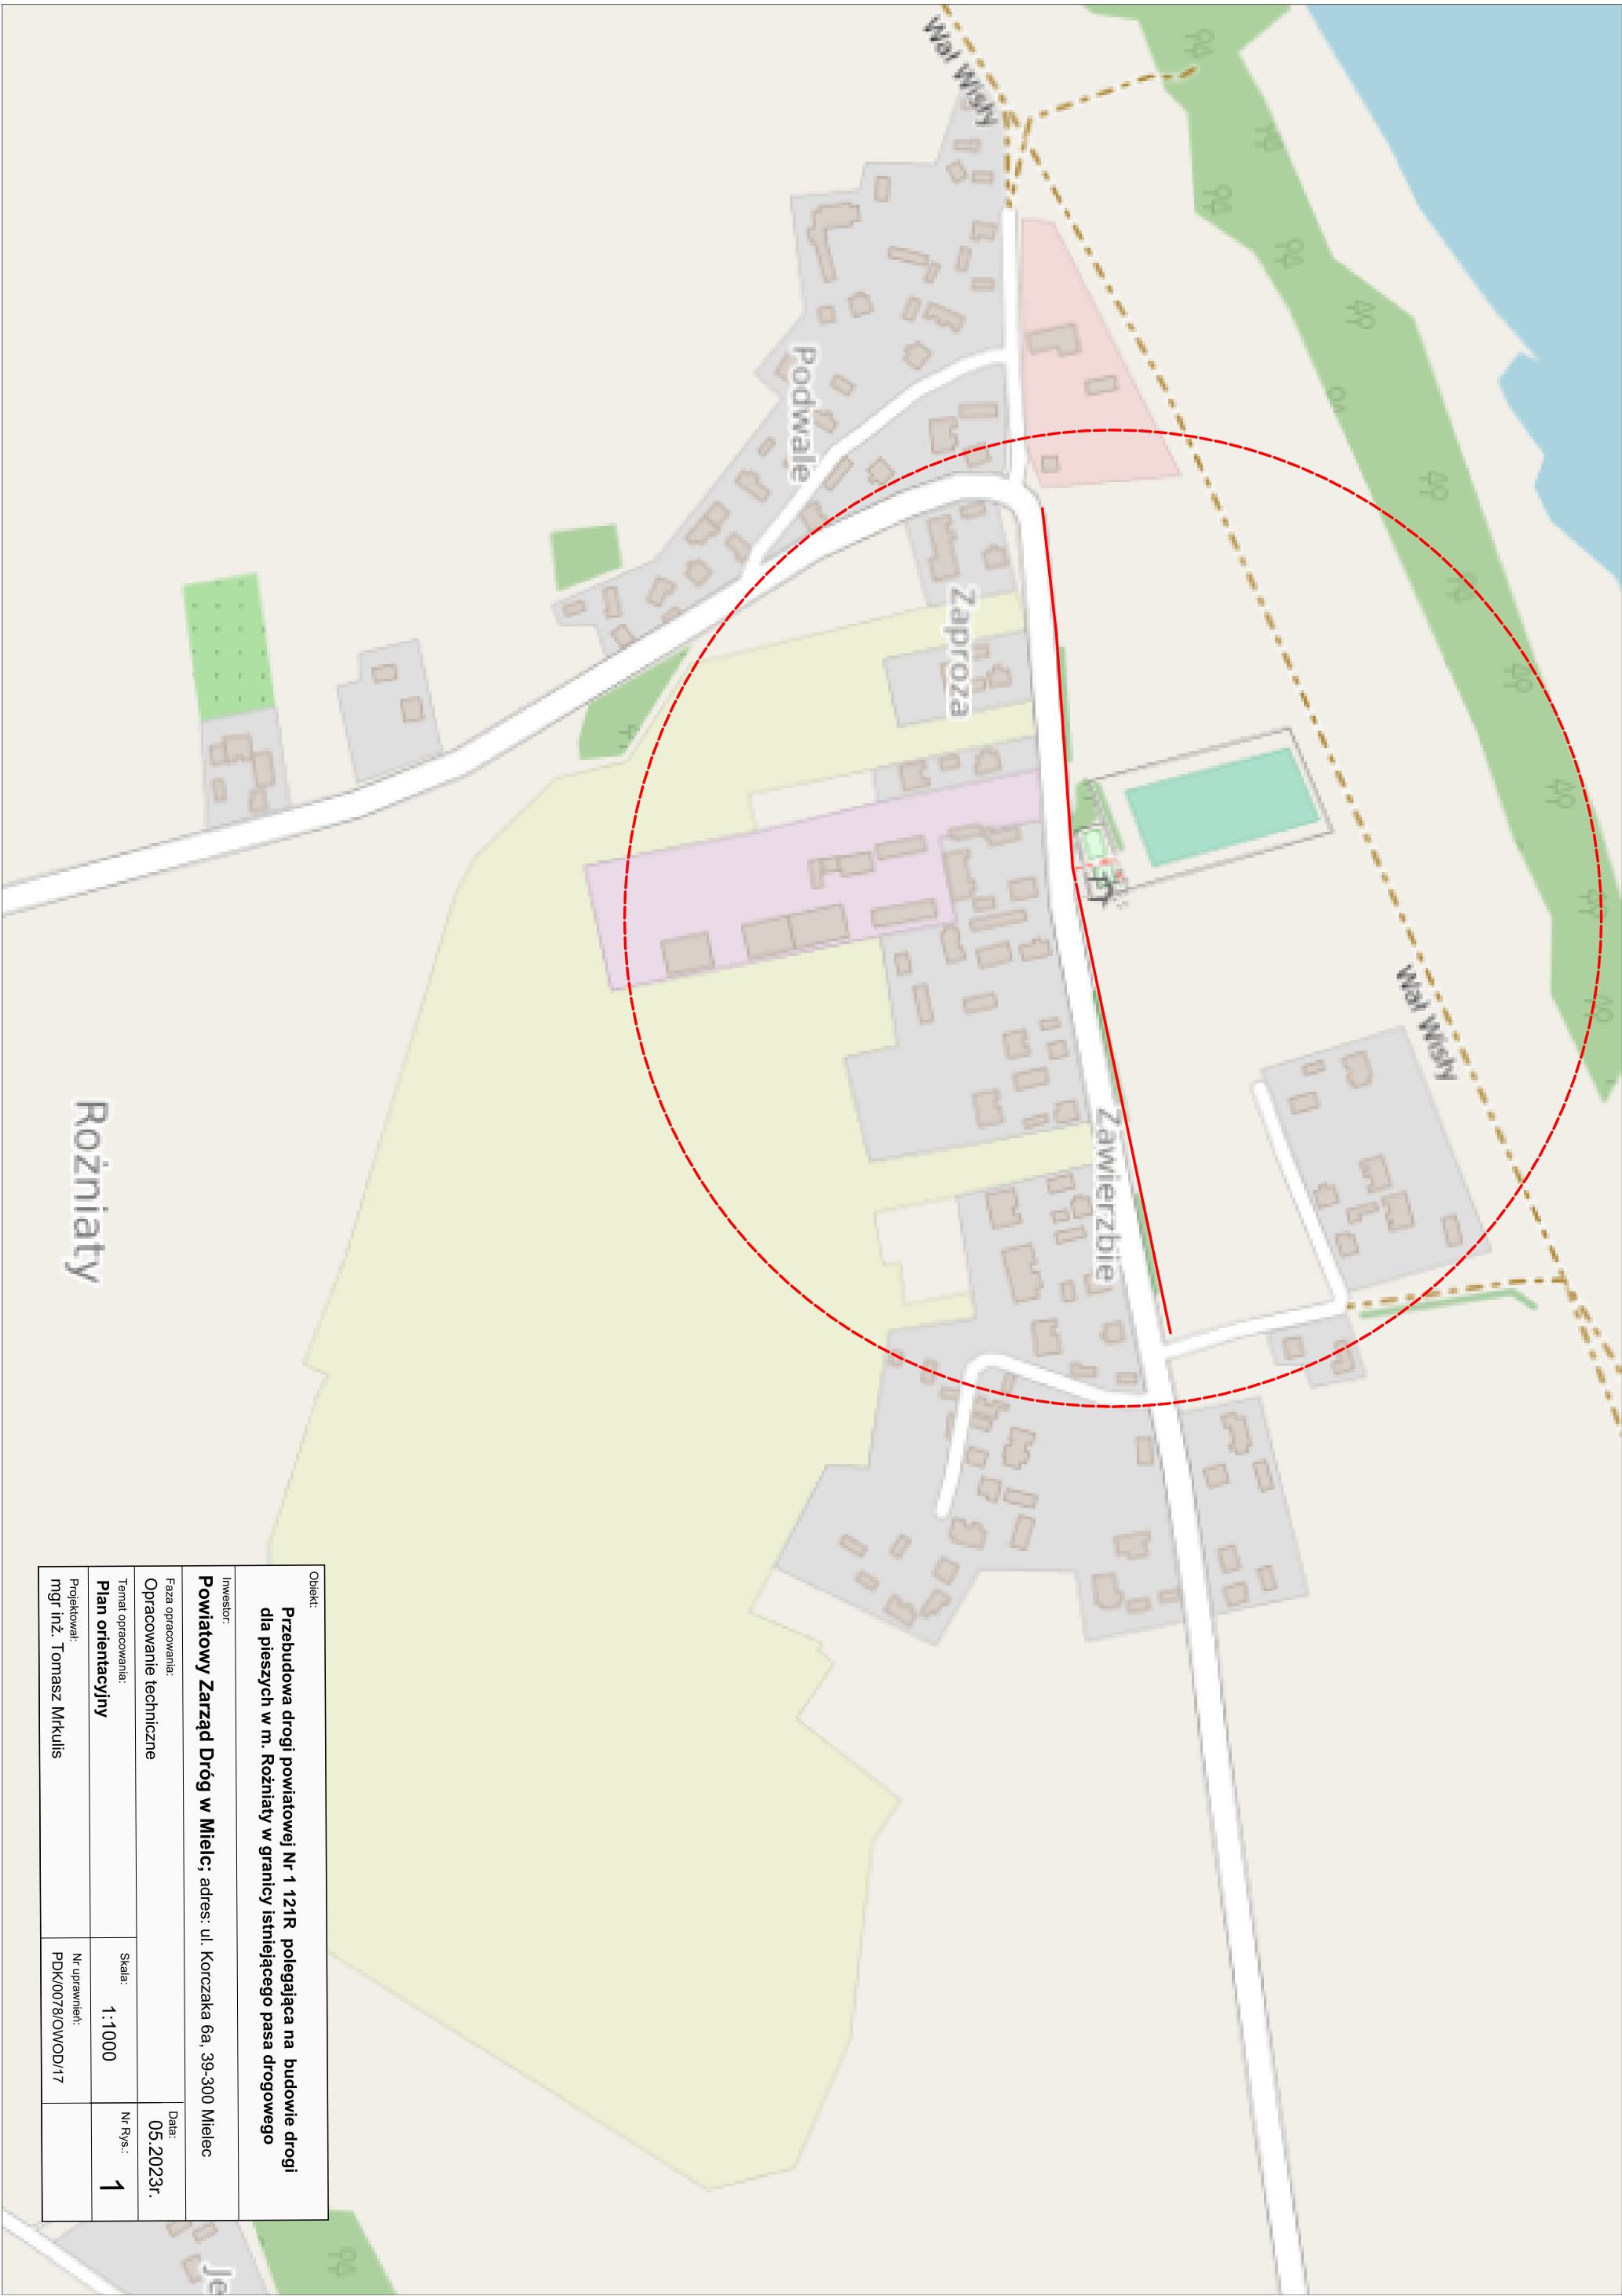 Wał Wisły
Podwale
Zaproza
Wał Wisły
Zawierzbie
Rożniaty
Je
Obiekt:
Przebudowa drogi powiatowej Nr 1 121R polegająca na budowie drogi
dla pieszych w m. Rożniaty w granicy istniejącego pasa drogowego
Inwestor:
Powiatowy Zarząd Dróg w Mielc; adres: ul. Korczaka 6a, 39-300 Mielec
Faza opracowania:
Opracowanie techniczne
Data:
05.2023r.
Temat opracowania:
Plan orientacyjny
Skala:
1:1000
Nr Rys.:
1
Projektował:
mgr inż. Tomasz Mrkulis
Nr uprawnień:
PDK/0078/OWOD/17